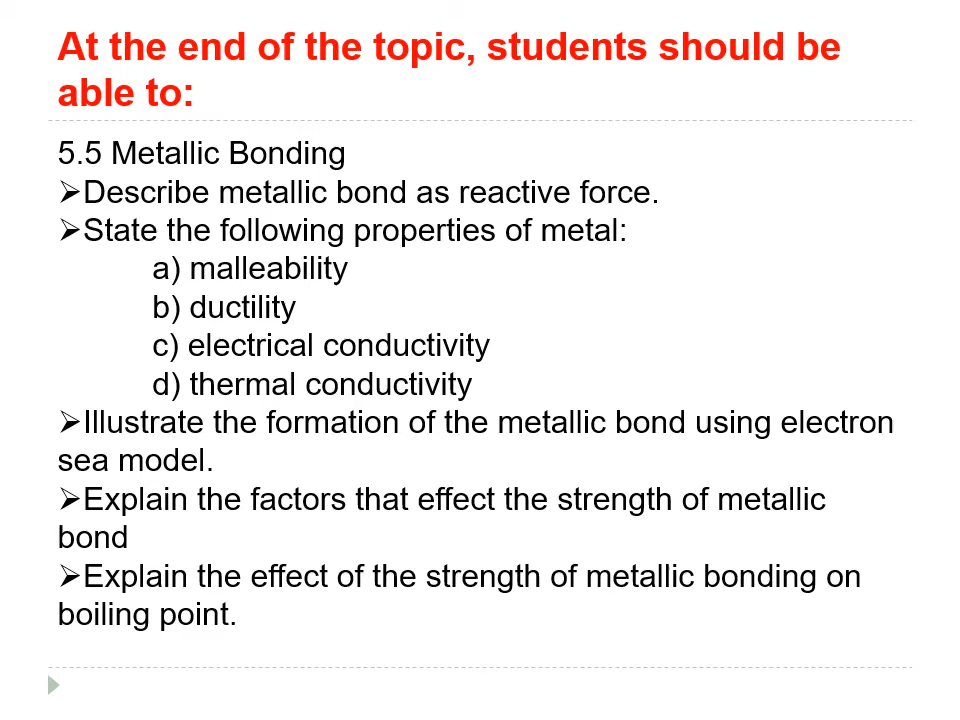 At the end of the topic, students should be
able to:
5.5 Metallic Bonding
➢Describe metallic bond as reactive force.
➢State the following properties of metal:
a) malleability
b) ductility
c) electrical conductivity
d) thermal conductivity
➢Illustrate the formation of the metallic bond using electron
sea model.
➢Explain the factors that effect the strength of metallic
bond
➢Explain the effect of the strength of metallic bonding on
boiling point.